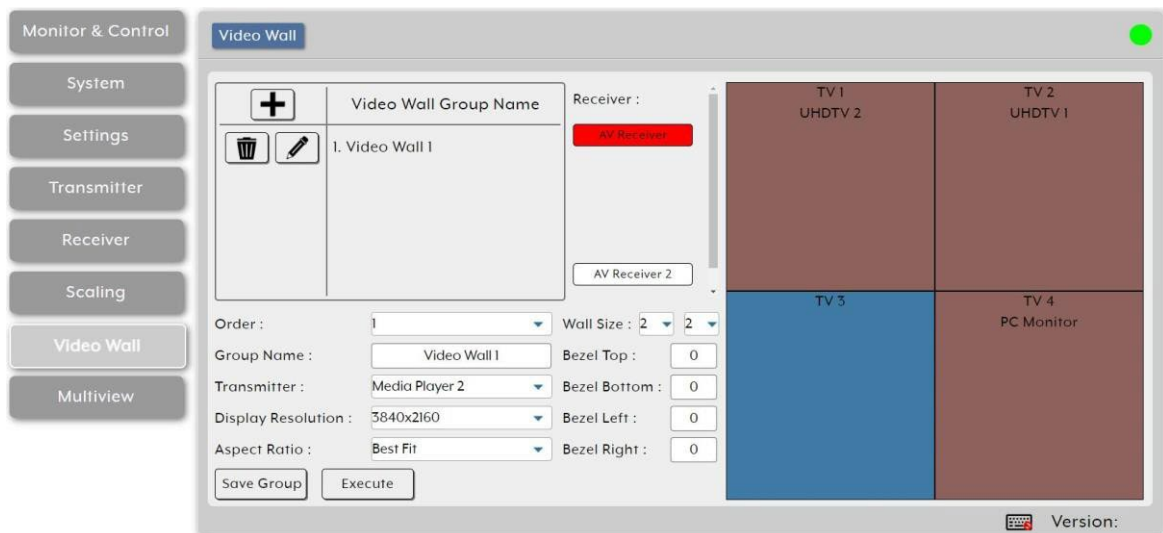 Monitor & Control
System
Settings
Transmitter
Receiver
Scaling
Video Wall
Multiview
Video Wall
Video Wall Group Name
1. Video Wall 1
Receiver :
AV Receiver
AV Receiver 2
Order : 1
Group Name : Video Wall 1
Transmitter : Media Player 2
Display Resolution : 3840x2160
Aspect Ratio : Best Fit
Save Group Execute
Wall Size : 2 2
Bezel Top : 0
Bezel Bottom : 0
Bezel Left : 0
Bezel Right : 0
TV 1
UHDTV 2
TV 2
UHDTV 1
TV 3
TV 4
PC Monitor
Version: